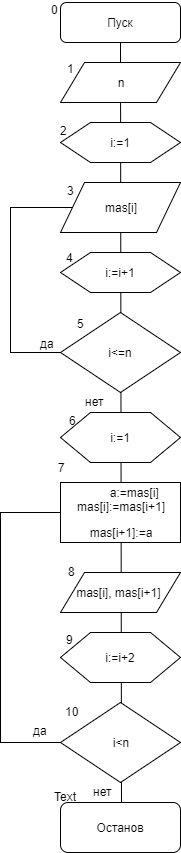 0
Пуск
1
n
2
i:=1
3
mas[i]
4
i:=i+1
5
i<=n
да
нет
6
i:=1
7
a:=mas[i]
mas[i]:=mas[i+1]
mas[i+1]:=a
8
mas[i], mas[i+1]
9
i:=i+2
10
i<n
да
нет
Text
Останов